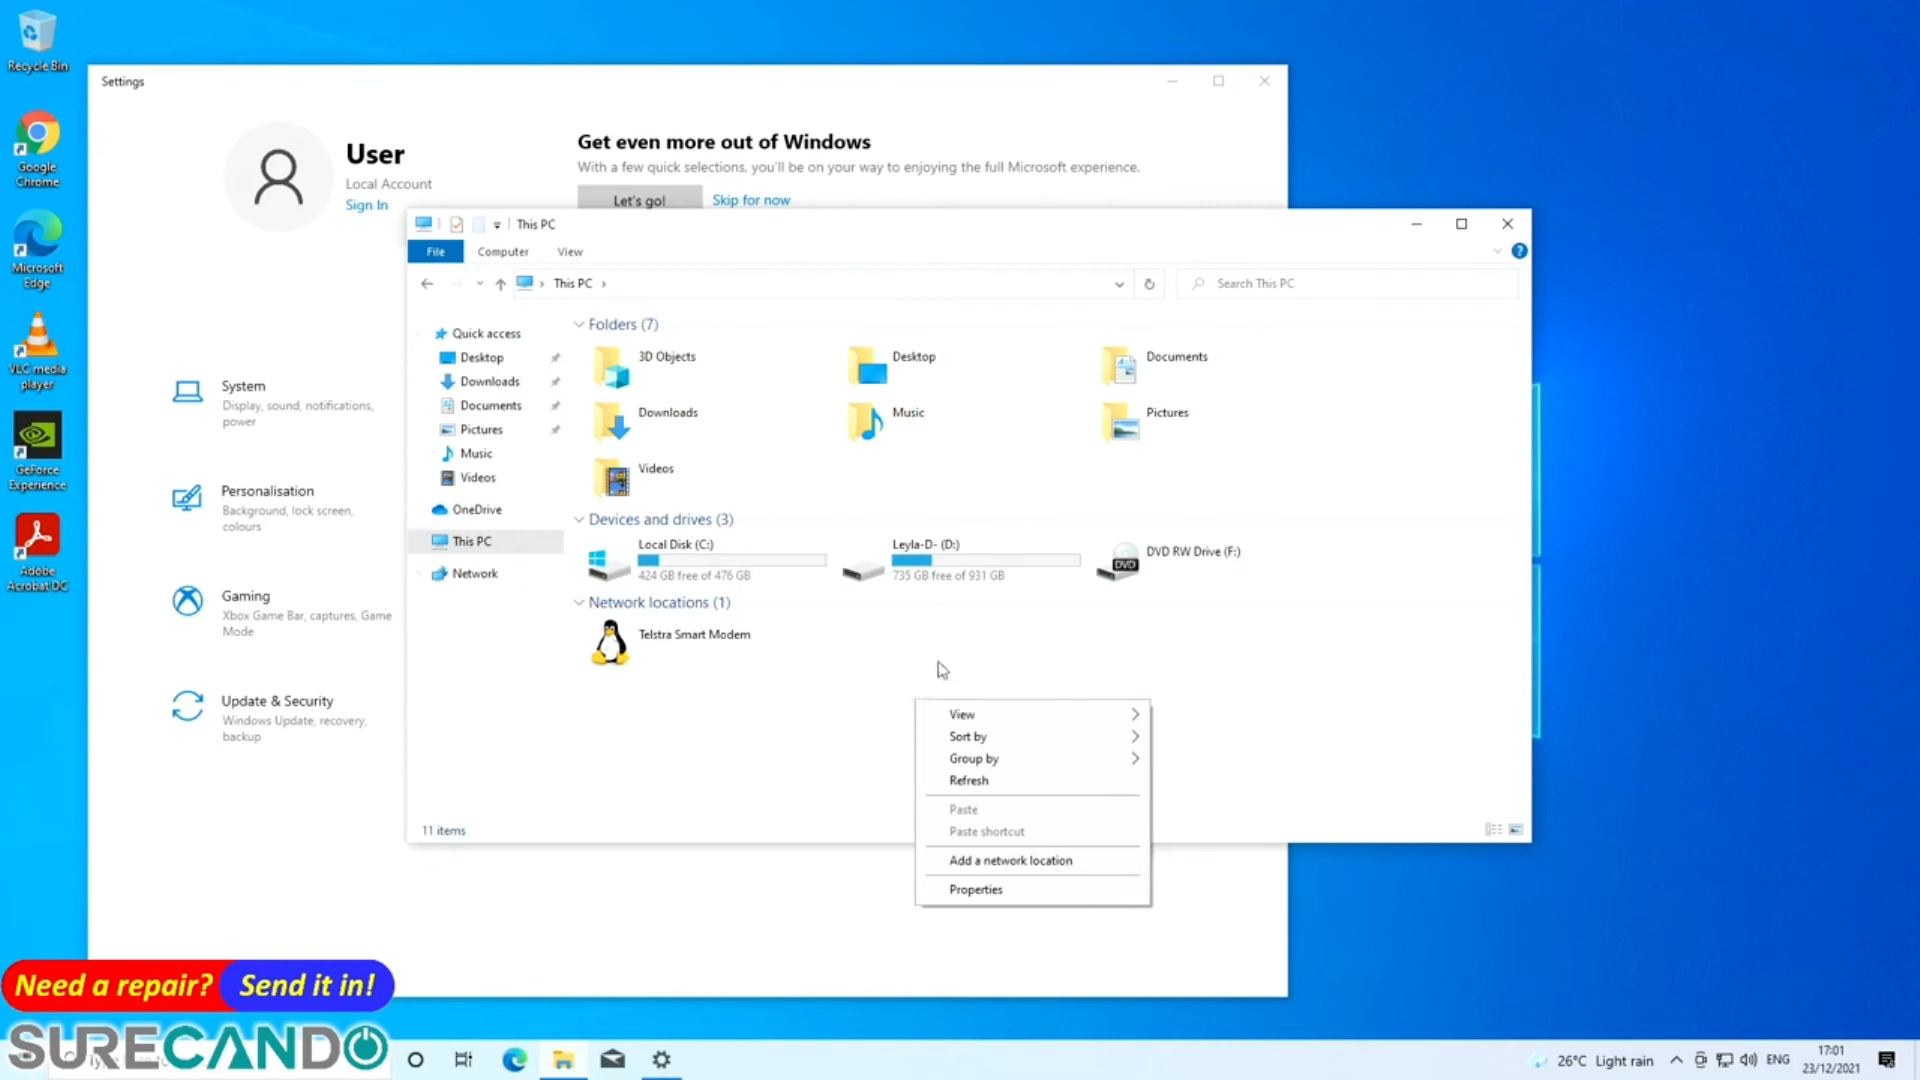 Recycle Bin
Google
Chrome
Microsoft
Edge
VLC media
player
GeForce
Experience
Adobe
Acrobat DC
Settings
User
Local Account
Sign In
Get even more out of Windows
With a few quick selections, you'll be on your way to enjoying the full Microsoft experience.
Let's go!
Skip for now
System
Display, sound, notifications,
power
Personalisation
Background, lock screen,
colours
Gaming
Xbox Game Bar, captures, Game
Mode
Update & Security
Windows Update, recovery,
backup
This PC
File Computer View
This PC
Search This PC
Quick access
Desktop
Downloads
Documents
Pictures
Music
Videos
OneDrive
This PC
Network
Folders (7)
3D Objects
Desktop
Documents
Downloads
Music
Pictures
Videos
Devices and drives (3)
Local Disk (C:)
424 GB free of 476 GB
Leyla-D- (D:)
735 GB free of 931 GB
DVD RW Drive (F:)
DVD
Network locations (1)
Telstra Smart Modem
View
Sort by
Group by
Refresh
Paste
Paste shortcut
Add a network location
Properties
11 items
Need a repair? Send it in!
SURECANDO
26°C Light rain
ENG
17:01
23/12/2021